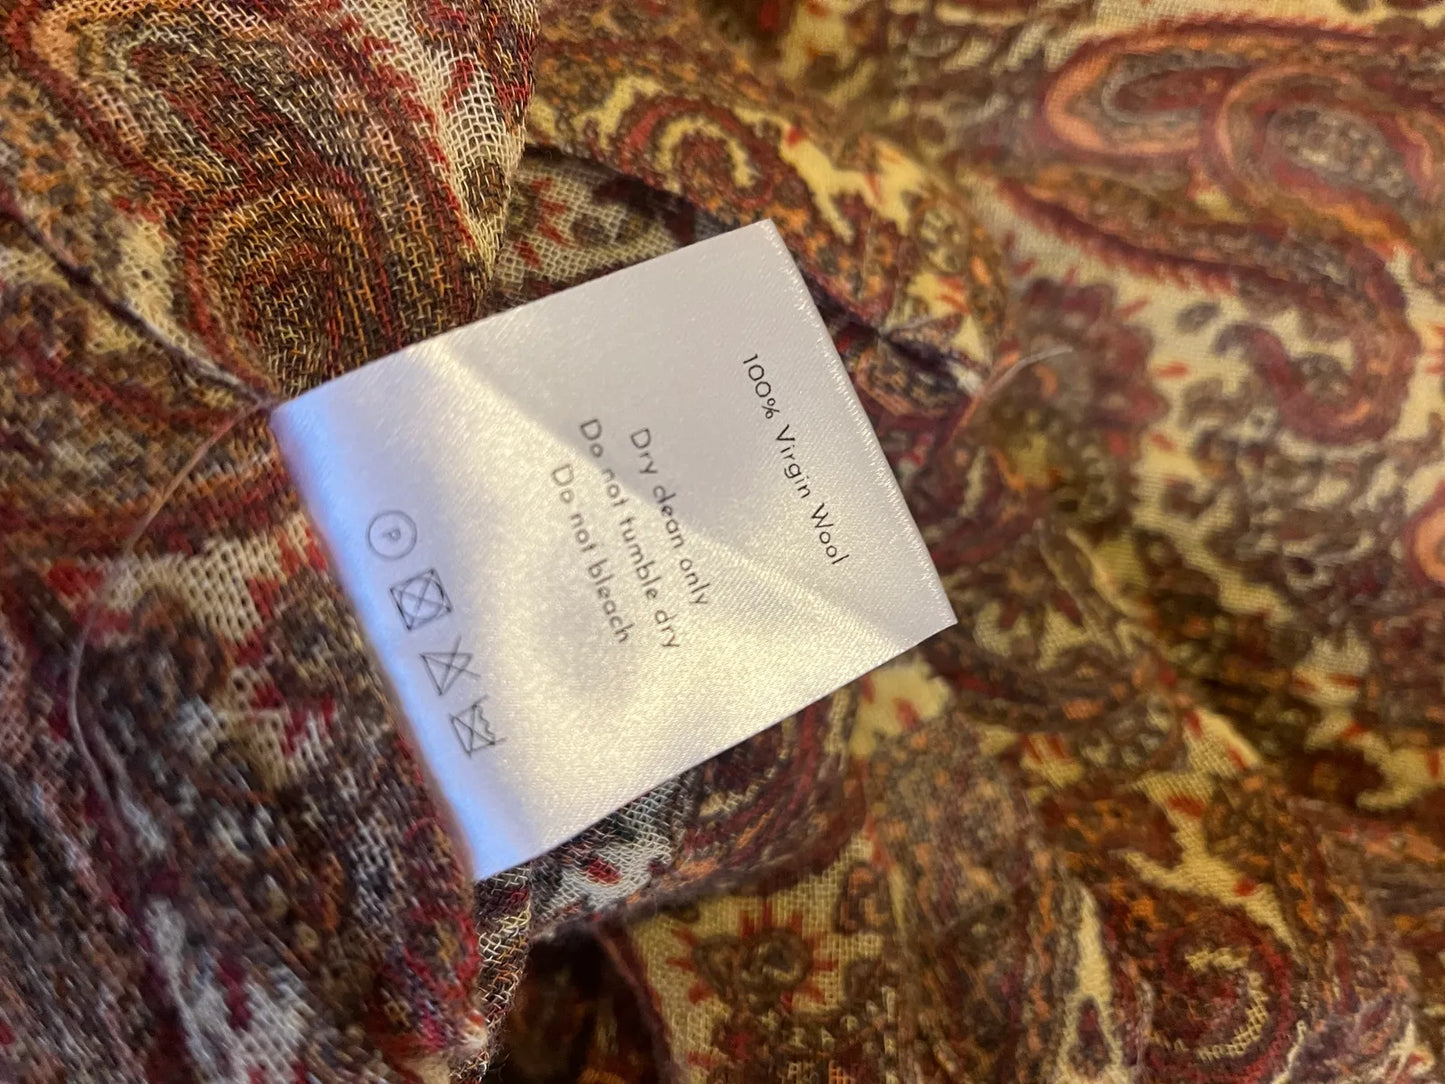 100% Virgin Wool
Dry clean only
Do not tumble dry
Do not bleach
P